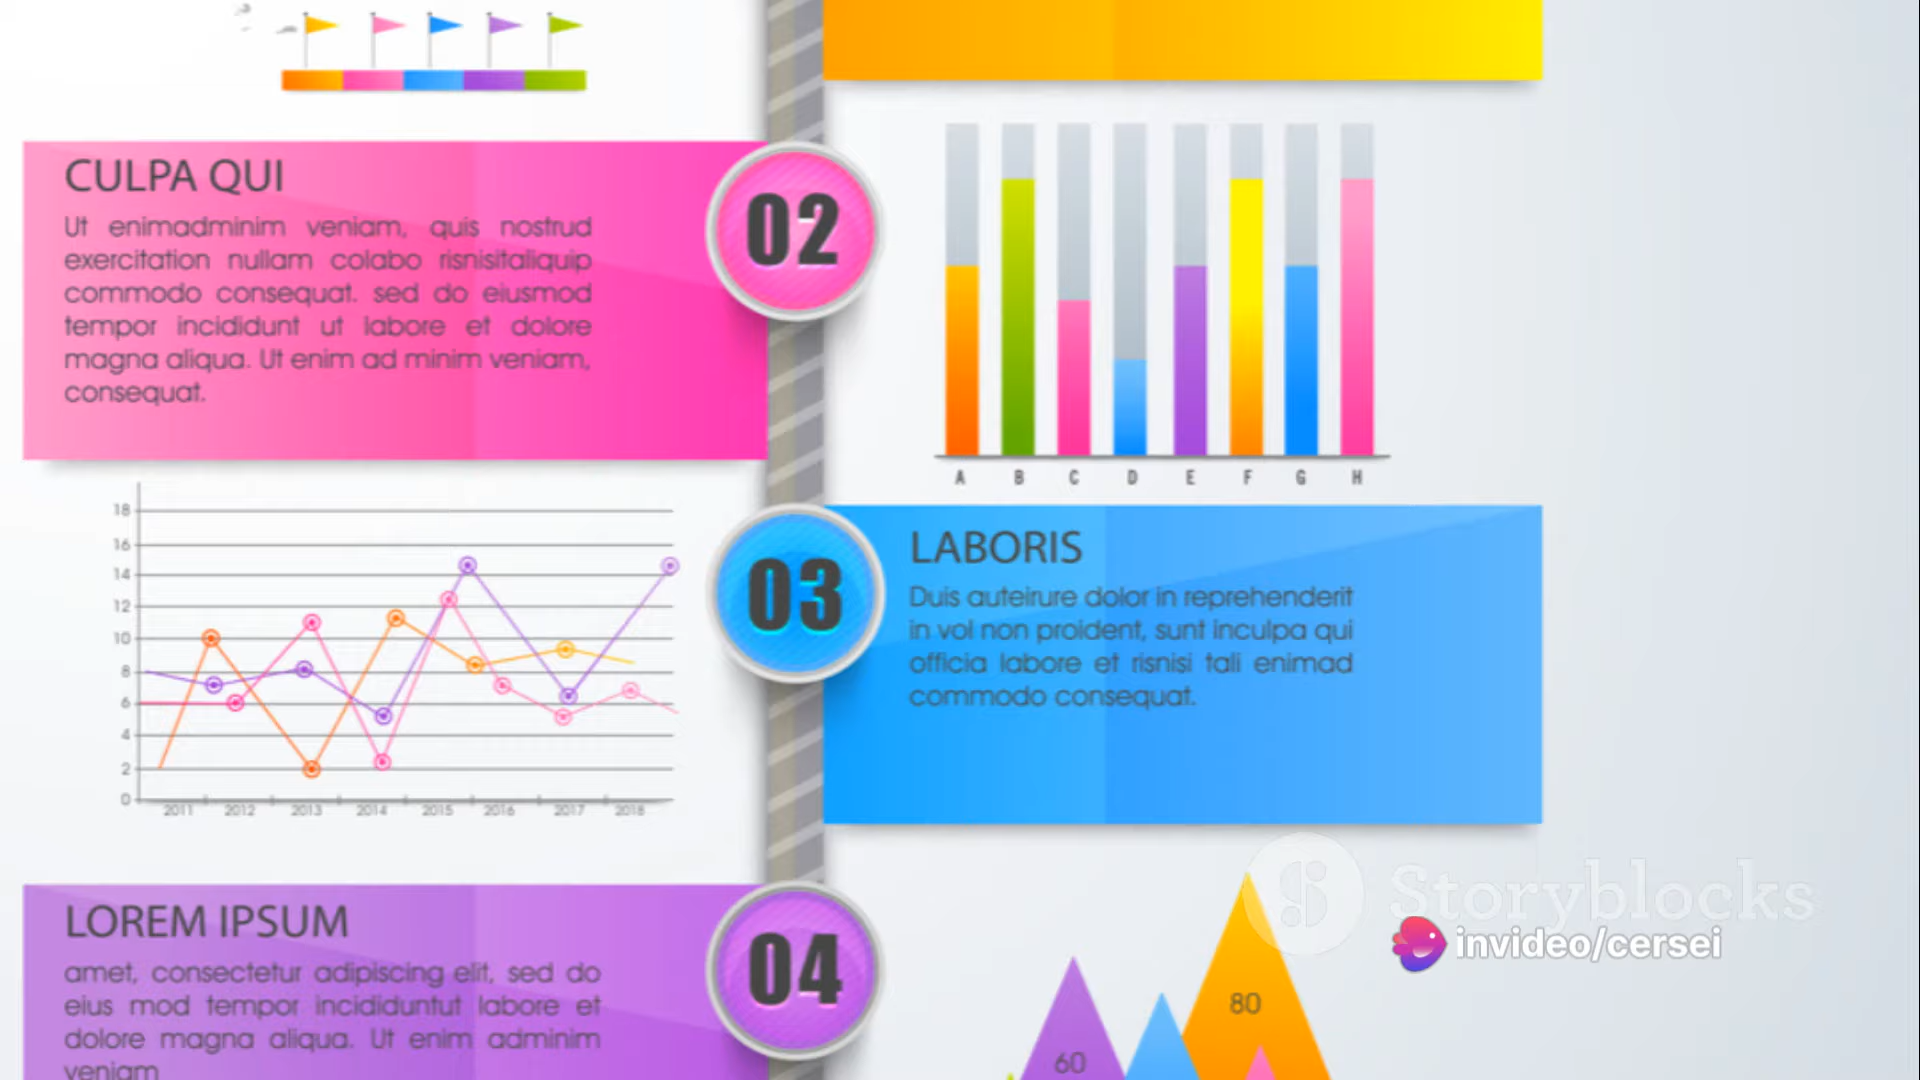 CULPA QUI
Ut enimadminim veniam, quis nostrud
exercitation nullam colabo risnisitaliquip
commodo consequat. sed do eiusmod
tempor incididunt ut labore et dolore
magna aliqua. Ut enim ad minim veniam,
consequat.
02
A B C D E F G H
18
16
14
12
10
8
6
4
2
0
2011 2012 2013 2014 2015 2016 2017 2018
03
LABORIS
Duis auteirure dolor in reprehenderit
in vol non proident, sunt inculpa qui
officia labore et risnisi tali enimad
commodo consequat.
LOREM IPSUM
amet, consectetur adipiscing elit, sed do
eius mod tempor incididuntut labore et
dolore magna aliqua. Ut enim adminim
veniam
04
80
60
Storyblocks
invideo/cersei